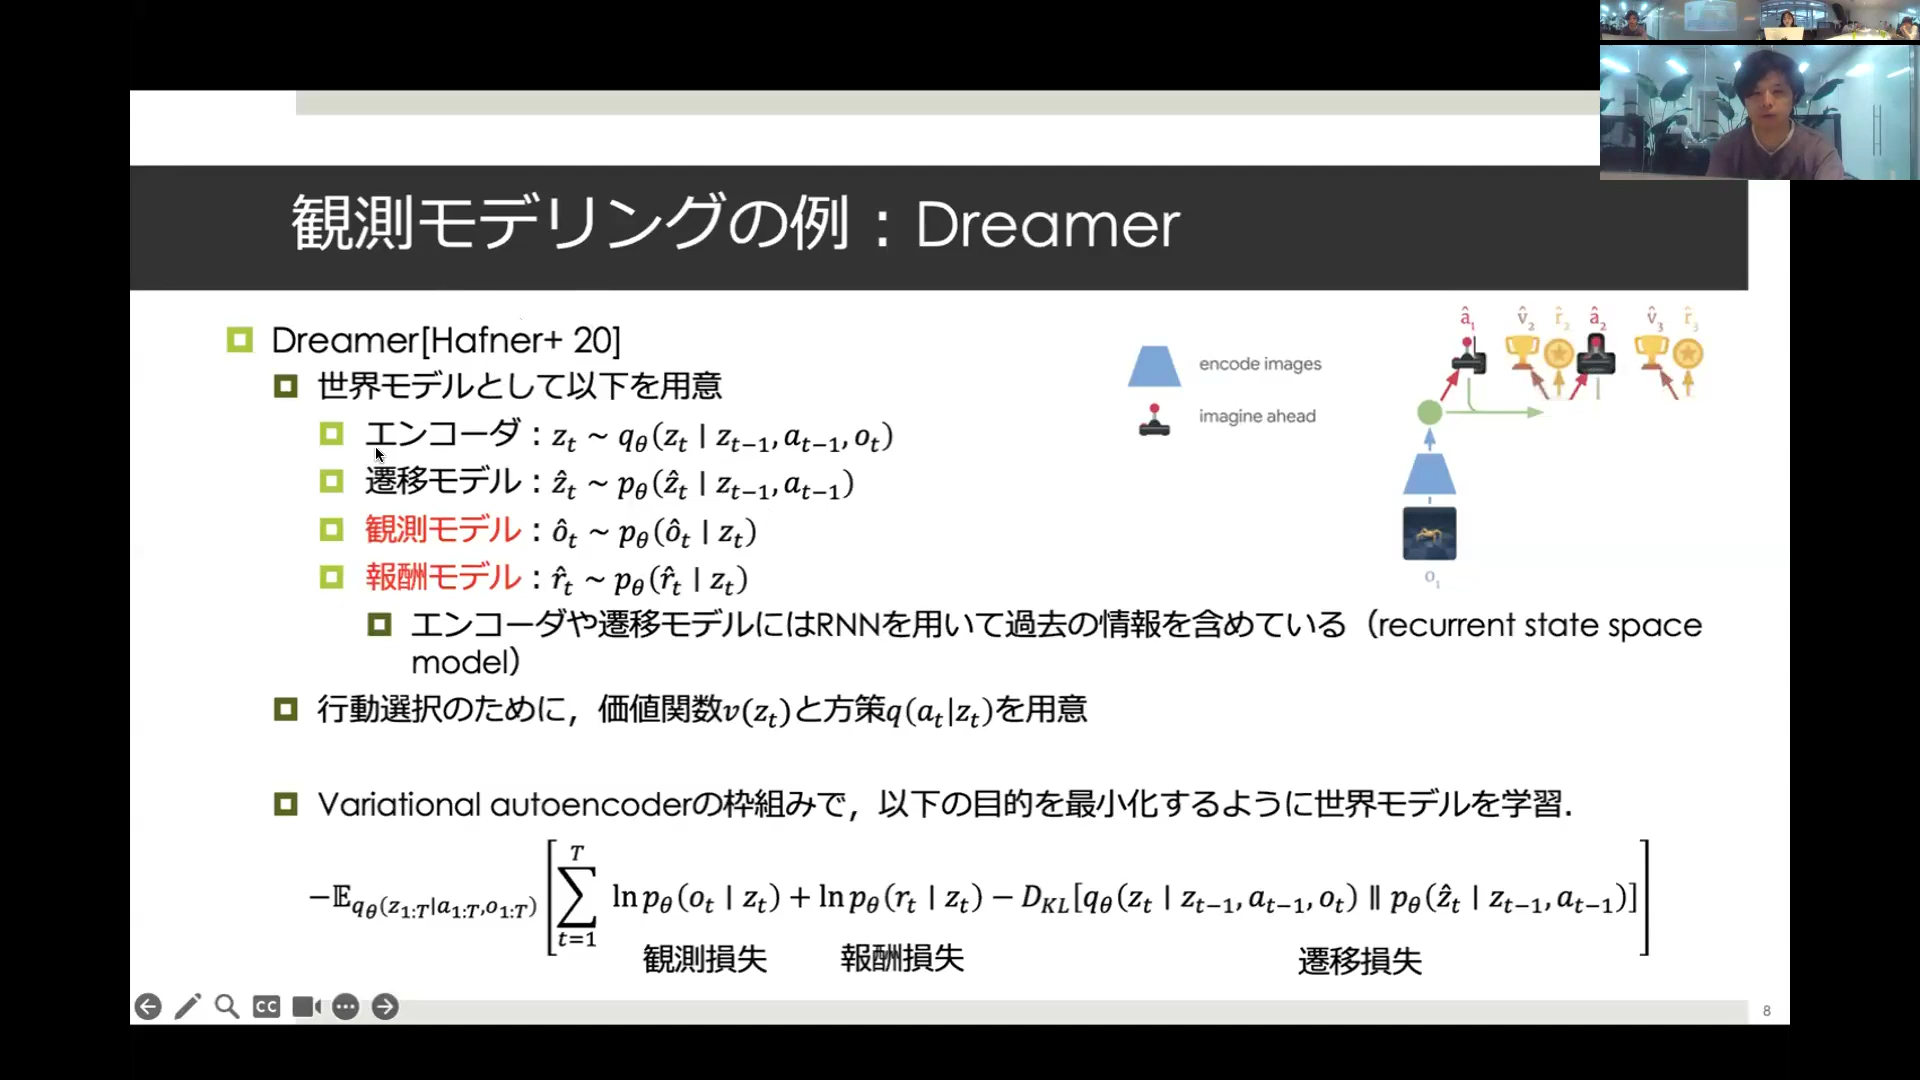 観測モデリングの例：Dreamer
Dreamer[Hafner+ 20]
世界モデルとして以下を用意
エンコーダ：z_t ~ q_θ(z_t | z_{t−1}, a_{t−1}, o_t)
遷移モデル：ẑ_t ~ p_θ(ẑ_t | z_{t−1}, a_{t−1})
観測モデル：ô_t ~ p_θ(ô_t | z_t)
報酬モデル：r̂_t ~ p_θ(r̂_t | z_t)
エンコーダや遷移モデルにはRNNを用いて過去の情報を含めている（recurrent state space
model）
行動選択のために，価値関数v(z_t)と方策q(a_t|z_t)を用意
Variational autoencoderの枠組みで，以下の目的を最小化するように世界モデルを学習．
−𝔼_{q_θ(z_{1:T}|a_{1:T},o_{1:T})} [∑_{t=1}^{T} ln p_θ(o_t | z_t) + ln p_θ(r_t | z_t) − D_{KL}[q_θ(z_t | z_{t−1}, a_{t−1}, o_t) ∥ p_θ(ẑ_t | z_{t−1}, a_{t−1})]]
観測損失 報酬損失 遷移損失
encode images
imagine ahead
â_1 v̂_2 r̂_2 â_2 v̂_3 r̂_3
o_1
CC
8